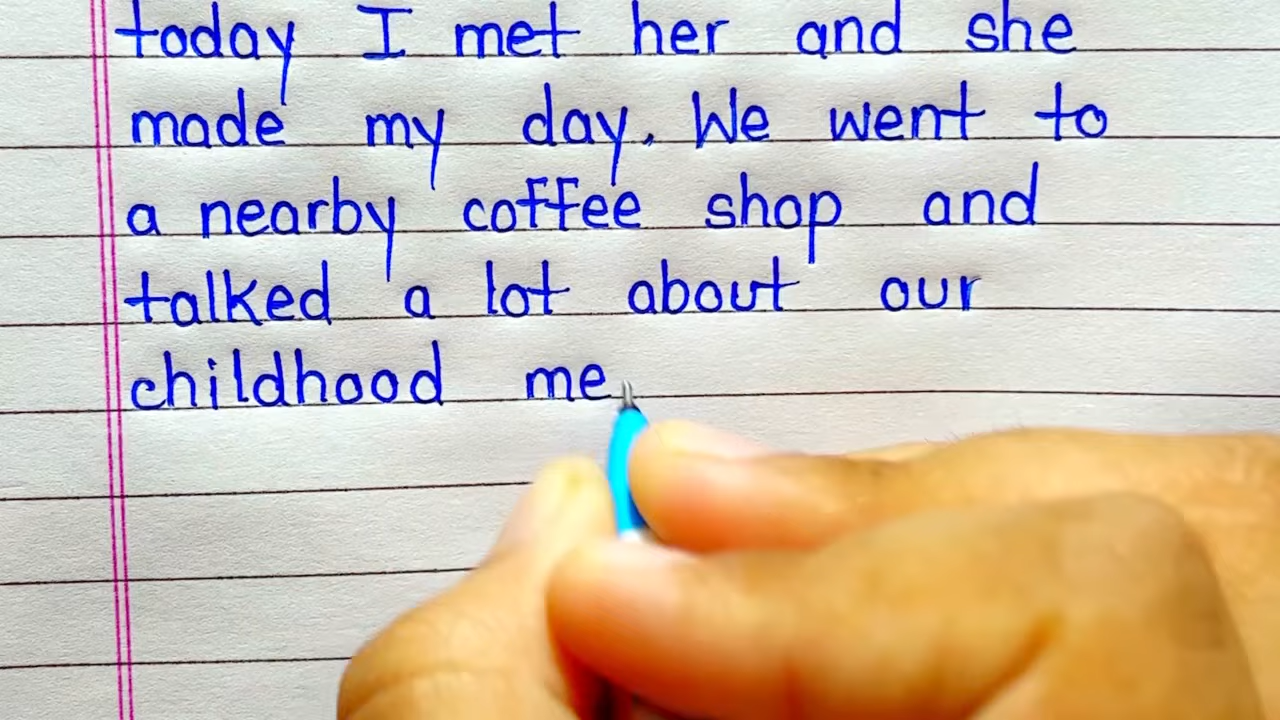 today I met her and she
made my day. We went to
a nearby coffee shop and
talked a lot about our
childhood me